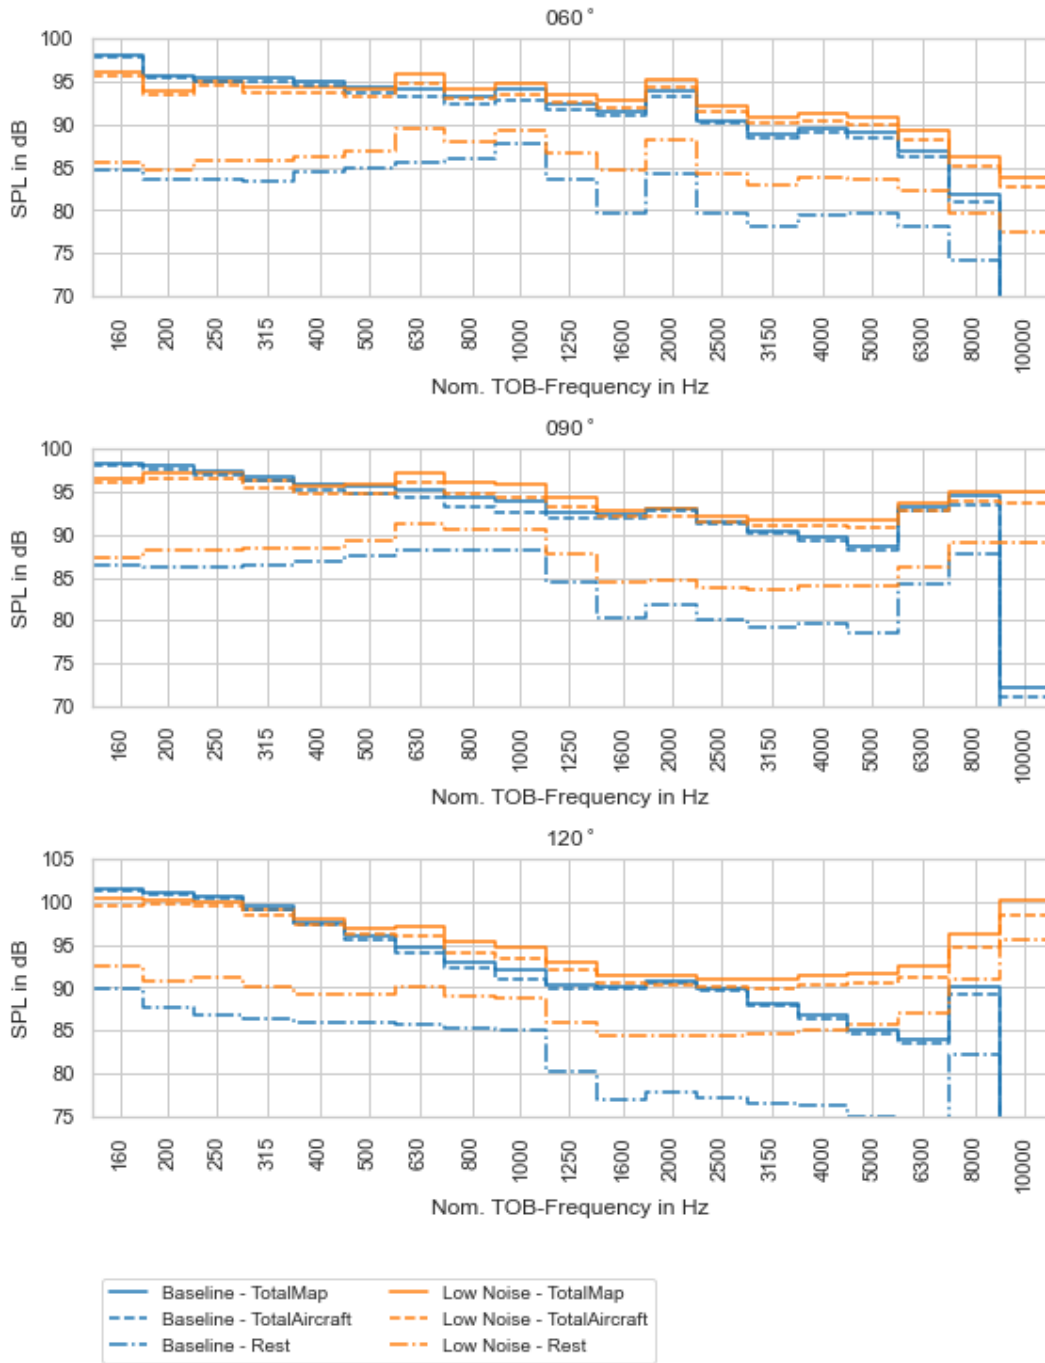 060°
100
95
90
85
80
75
70
SPL in dB
160 200 250 315 400 500 630 800 1000 1250 1600 2000 2500 3150 4000 5000 6300 8000 10000
Nom. TOB-Frequency in Hz
090°
100
95
90
85
80
75
70
SPL in dB
160 200 250 315 400 500 630 800 1000 1250 1600 2000 2500 3150 4000 5000 6300 8000 10000
Nom. TOB-Frequency in Hz
120°
105
100
95
90
85
80
75
SPL in dB
160 200 250 315 400 500 630 800 1000 1250 1600 2000 2500 3150 4000 5000 6300 8000 10000
Nom. TOB-Frequency in Hz
Baseline - TotalMap
Baseline - TotalAircraft
Baseline - Rest
Low Noise - TotalMap
Low Noise - TotalAircraft
Low Noise - Rest